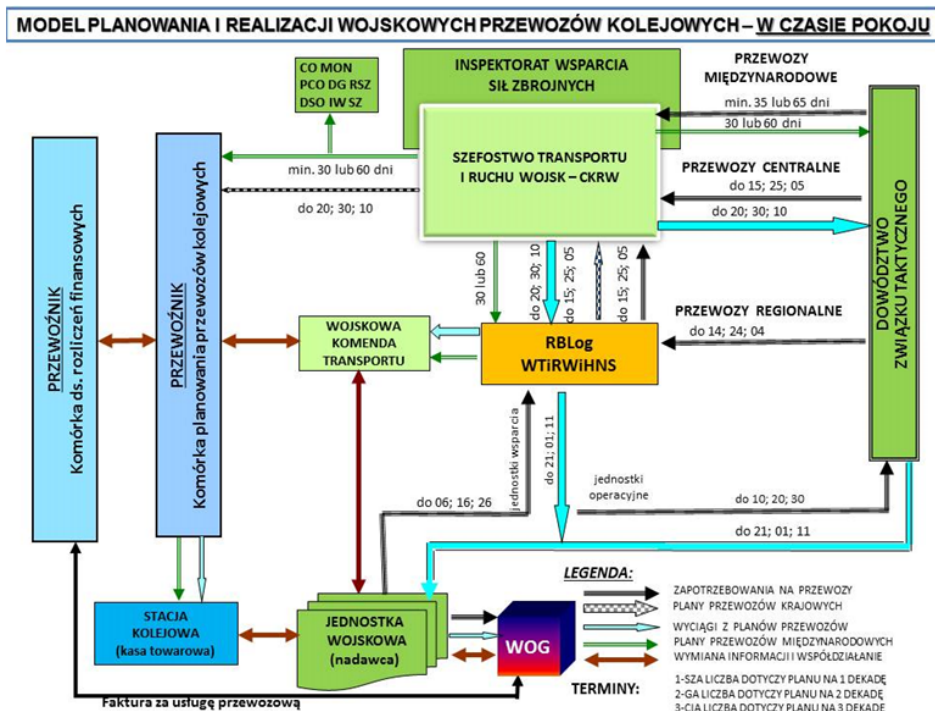 MODEL PLANOWANIA I REALIZACJI WOJSKOWYCH PRZEWOZÓW KOLEJOWYCH – W CZASIE POKOJU
CO MON
PCO DG RSZ
DSO IW SZ
INSPEKTORAT WSPARCIA
SIŁ ZBROJNYCH
PRZEWOZY
MIĘDZYNARODOWE
min. 35 lub 65 dni
30 lub 60 dni
min. 30 lub 60 dni
SZEFOSTWO TRANSPORTU
I RUCHU WOJSK – CKRW
PRZEWOZY CENTRALNE
do 15; 25; 05
do 20; 30; 10
do 20; 30; 10
30 lub 60
do 20; 30; 10
do 15; 25; 05
do 15; 25; 05
PRZEWOZY REGIONALNE
do 14; 24; 04
DOWÓDZTWO
ZWIĄZKU TAKTYCZNEGO
PRZEWOŹNIK
Komórka ds. rozliczeń finansowych
PRZEWOŹNIK
Komórka planowania przewozów kolejowych
WOJSKOWA
KOMENDA
TRANSPORTU
RBLog
WTiRWiHNS
do 21; 01; 11
jednostki wsparcia
jednostki
operacyjne
do 06; 16; 26
do 10; 20; 30
do 21; 01; 11
STACJA
KOLEJOWA
(kasa towarowa)
JEDNOSTKA
WOJSKOWA
(nadawca)
WOG
Faktura za usługę przewozową
LEGENDA:
ZAPOTRZEBOWANIA NA PRZEWOZY
PLANY PRZEWOZÓW KRAJOWYCH
WYCIĄGI Z PLANÓW PRZEWOZÓW
PLANY PRZEWOZÓW MIĘDZYNARODOWYCH
WYMIANA INFORMACJI I WSPÓŁDZIAŁANIE
TERMINY:
1-SZA LICZBA DOTYCZY PLANU NA 1 DEKADĘ
2-GA LICZBA DOTYCZY PLANU NA 2 DEKADĘ
3-CIA LICZBA DOTYCZY PLANU NA 3 DEKADĘ